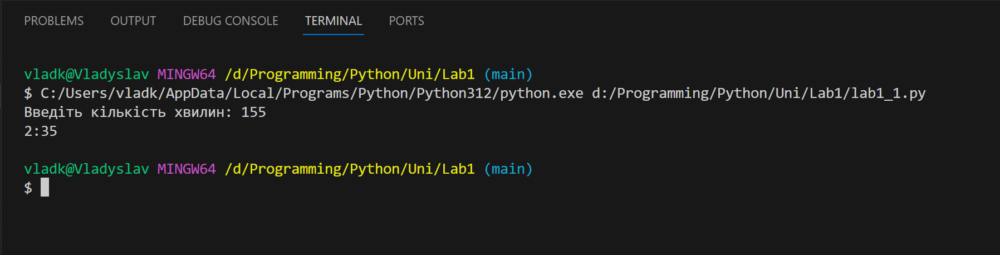 PROBLEMS OUTPUT DEBUG CONSOLE TERMINAL PORTS
vladk@Vladyslav MINGW64 /d/Programming/Python/Uni/Lab1 (main)
$ C:/Users/vladk/AppData/Local/Programs/Python/Python312/python.exe d:/Programming/Python/Uni/Lab1/lab1_1.py
Введіть кількість хвилин: 155
2:35
vladk@Vladyslav MINGW64 /d/Programming/Python/Uni/Lab1 (main)
$